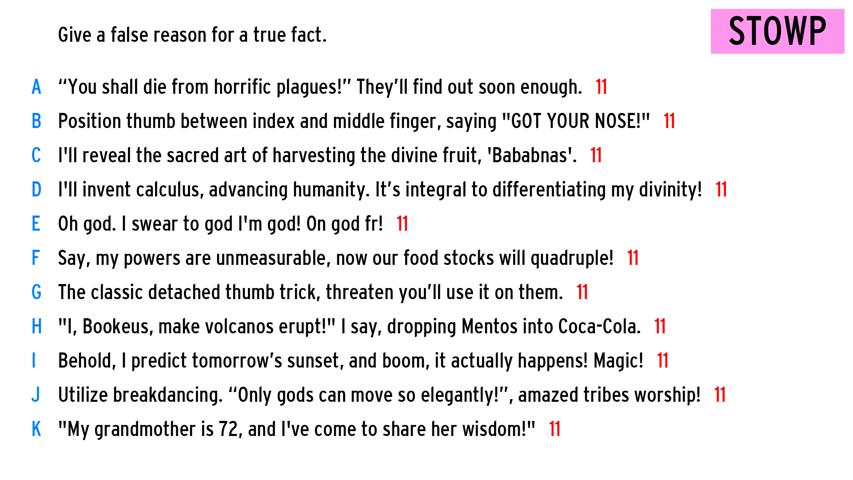 Give a false reason for a true fact.
STOWP
A “You shall die from horrific plagues!” They’ll find out soon enough. 11
B Position thumb between index and middle finger, saying "GOT YOUR NOSE!" 11
C I'll reveal the sacred art of harvesting the divine fruit, 'Bababnas'. 11
D I'll invent calculus, advancing humanity. It’s integral to differentiating my divinity! 11
E Oh god. I swear to god I'm god! On god fr! 11
F Say, my powers are unmeasurable, now our food stocks will quadruple! 11
G The classic detached thumb trick, threaten you’ll use it on them. 11
H "I, Bookeus, make volcanos erupt!" I say, dropping Mentos into Coca-Cola. 11
I Behold, I predict tomorrow’s sunset, and boom, it actually happens! Magic! 11
J Utilize breakdancing. “Only gods can move so elegantly!”, amazed tribes worship! 11
K "My grandmother is 72, and I've come to share her wisdom!" 11